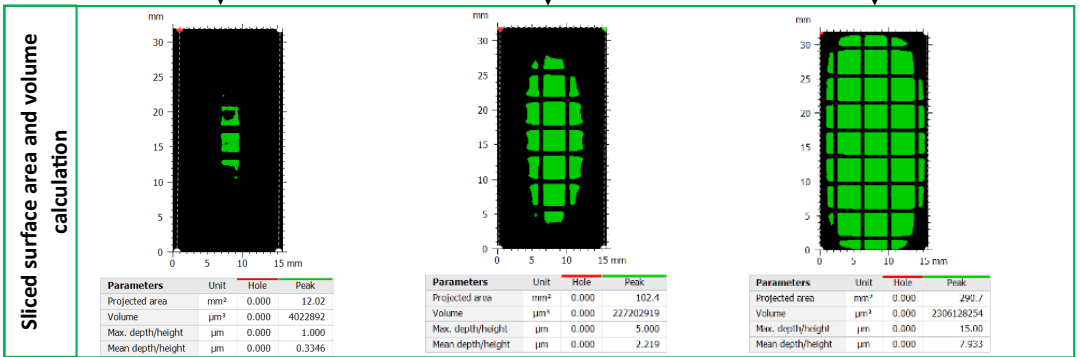 Sliced surface area and volume
calculation
mm
30
25
20
15
10
5
0
0 5 10 15 mm
Parameters Unit Hole Peak
Projected area mm² 0.000 12.02
Volume µm³ 0.000 4022892
Max. depth/height µm 0.000 1.000
Mean depth/height µm 0.000 0.3346
mm
30
25
20
15
10
5
0
0 5 10 15 mm
Parameters Unit Hole Peak
Projected area mm² 0.000 102.4
Volume µm³ 0.000 227202919
Max. depth/height µm 0.000 5.000
Mean depth/height µm 0.000 2.219
mm
30
25
20
15
10
5
0
0 5 10 15 mm
Parameters Unit Hole Peak
Projected area mm² 0.000 290.7
Volume µm³ 0.000 2306128254
Max. depth/height µm 0.000 15.00
Mean depth/height µm 0.000 7.933